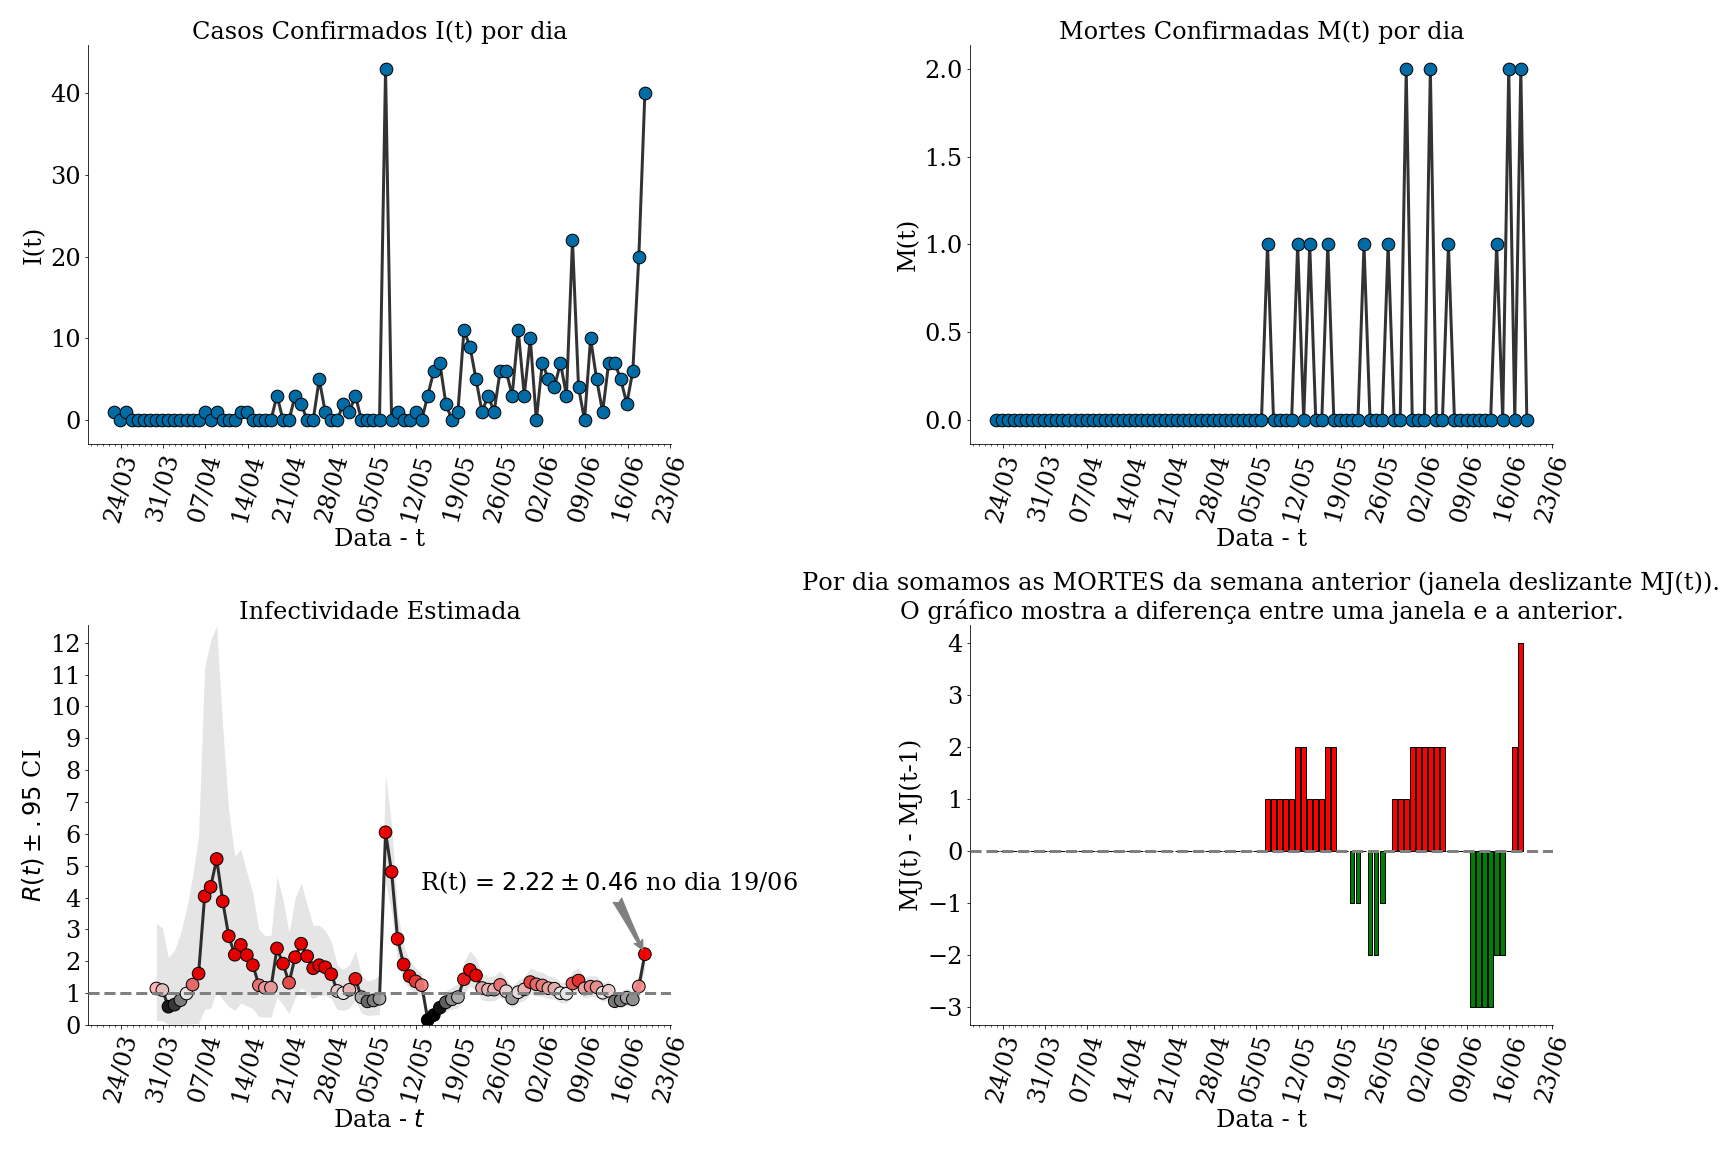 Casos Confirmados I(t) por dia
I(t)
40
30
20
10
0
24/03 31/03 07/04 14/04 21/04 28/04 05/05 12/05 19/05 26/05 02/06 09/06 16/06 23/06
Data - t
Mortes Confirmadas M(t) por dia
M(t)
2.0
1.5
1.0
0.5
0.0
24/03 31/03 07/04 14/04 21/04 28/04 05/05 12/05 19/05 26/05 02/06 09/06 16/06 23/06
Data - t
Infectividade Estimada
R(t) ± .95 CI
12
11
10
9
8
7
6
5
4
3
2
1
0
R(t) = 2.22 ± 0.46 no dia 19/06
24/03 31/03 07/04 14/04 21/04 28/04 05/05 12/05 19/05 26/05 02/06 09/06 16/06 23/06
Data - t
Por dia somamos as MORTES da semana anterior (janela deslizante MJ(t)).
O gráfico mostra a diferença entre uma janela e a anterior.
MJ(t) - MJ(t-1)
4
3
2
1
0
−1
−2
−3
24/03 31/03 07/04 14/04 21/04 28/04 05/05 12/05 19/05 26/05 02/06 09/06 16/06 23/06
Data - t